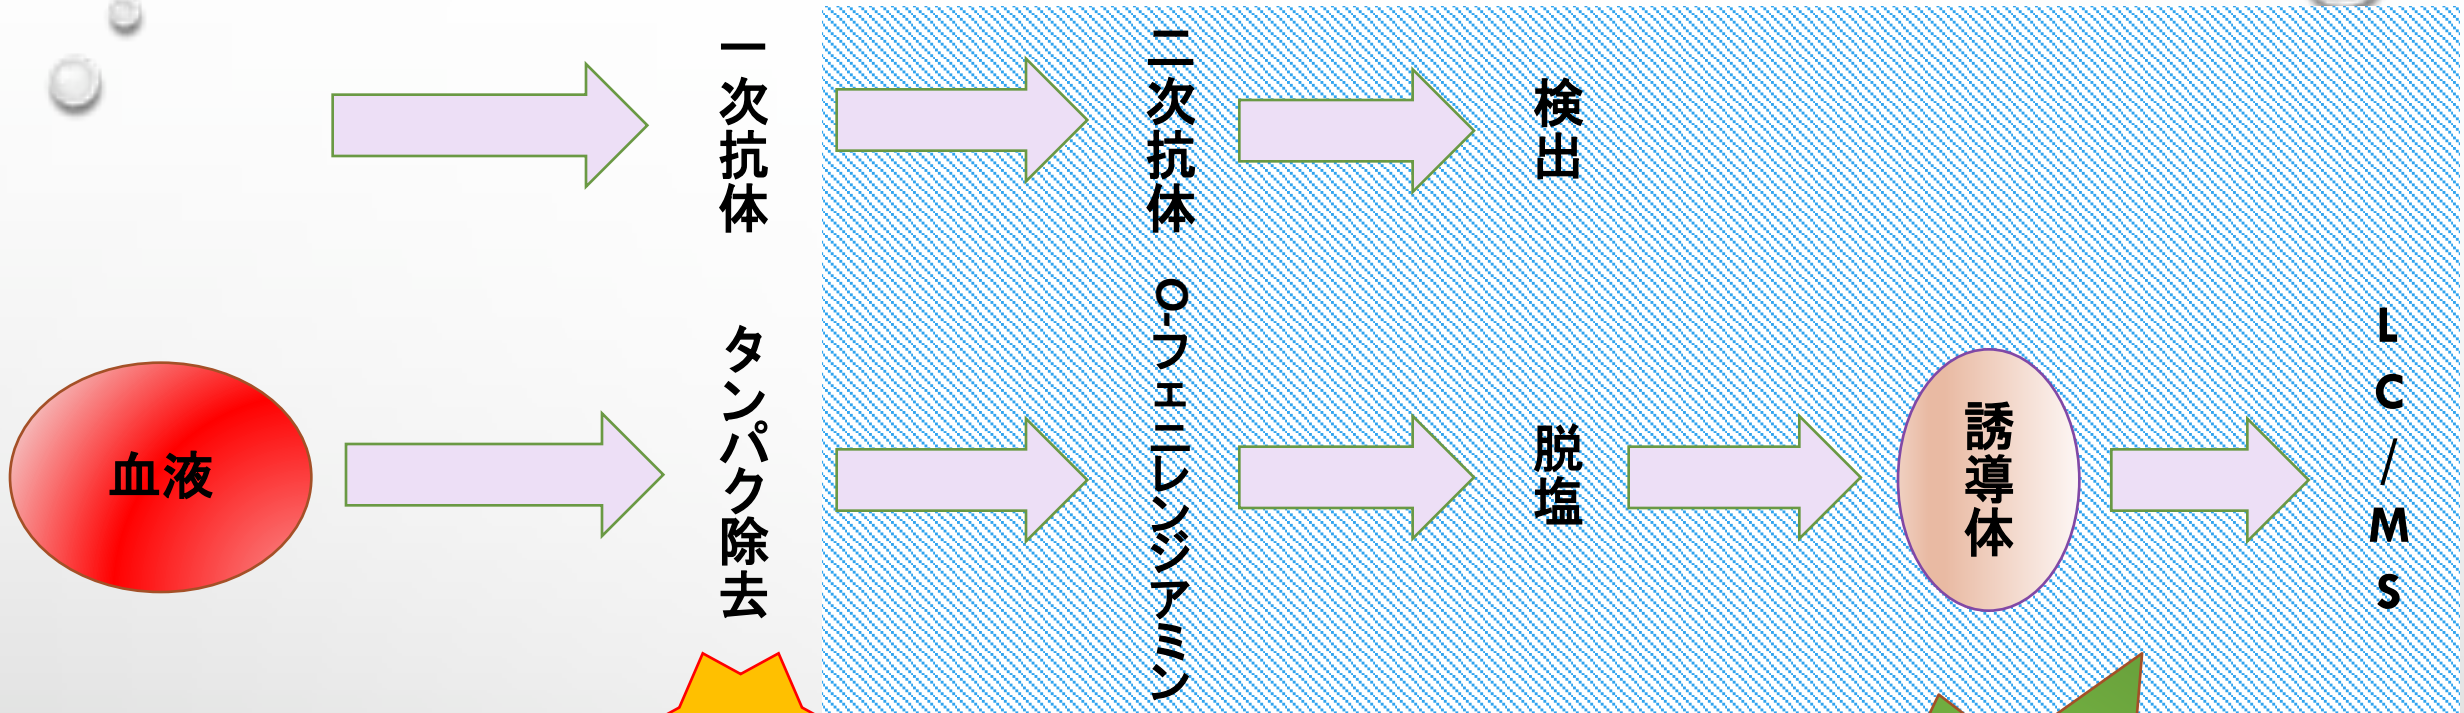 一次抗体
二次抗体
検出
血液
タンパク除去
O-フェニレンジアミン
脱塩
誘導体
LC/MS